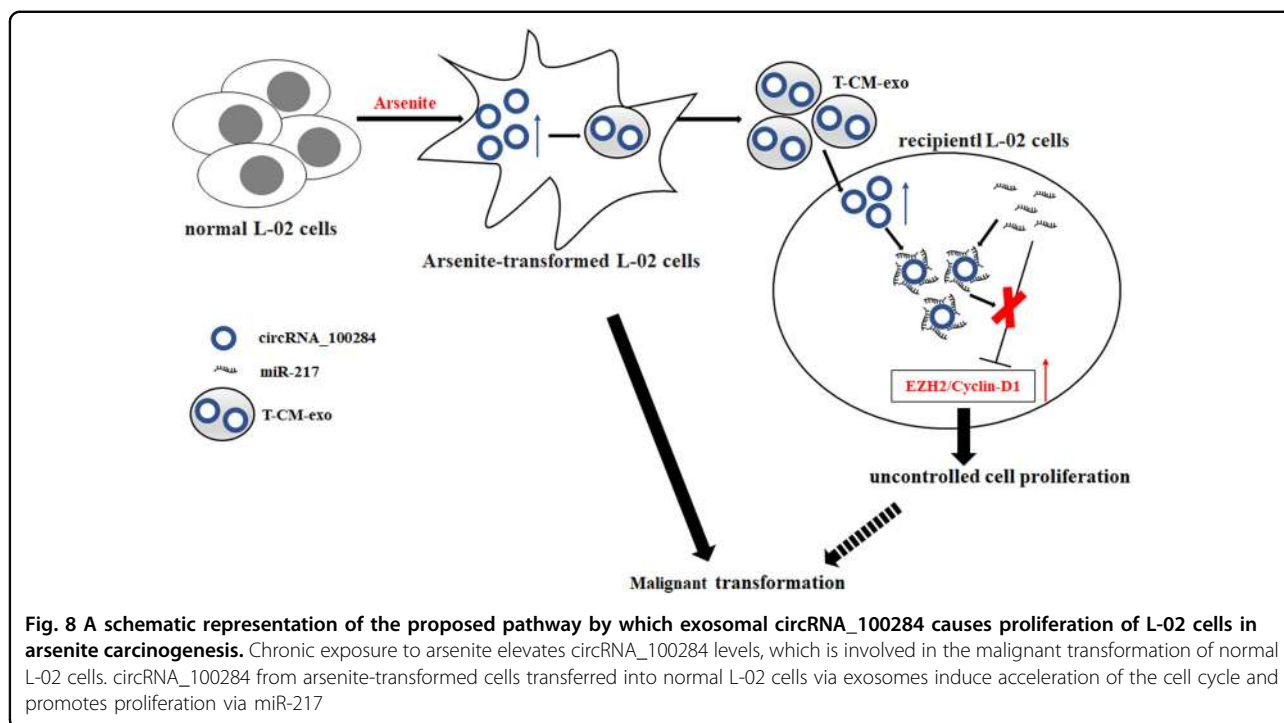 Arsenite
T-CM-exo
recipientl L-02 cells
normal L-02 cells
Arsenite-transformed L-02 cells
circRNA_100284
miR-217
T-CM-exo
EZH2/Cyclin-D1
uncontrolled cell proliferation
Malignant transformation
Fig. 8 A schematic representation of the proposed pathway by which exosomal circRNA_100284 causes proliferation of L-02 cells in
arsenite carcinogenesis. Chronic exposure to arsenite elevates circRNA_100284 levels, which is involved in the malignant transformation of normal
L-02 cells. circRNA_100284 from arsenite-transformed cells transferred into normal L-02 cells via exosomes induce acceleration of the cell cycle and
promotes proliferation via miR-217